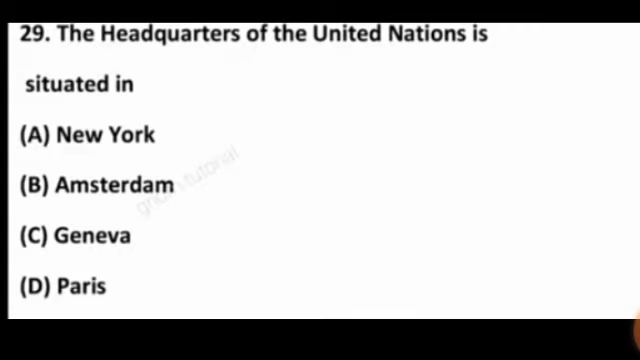 29. The Headquarters of the United Nations is
situated in
(A) New York
(B) Amsterdam
(C) Geneva
(D) Paris